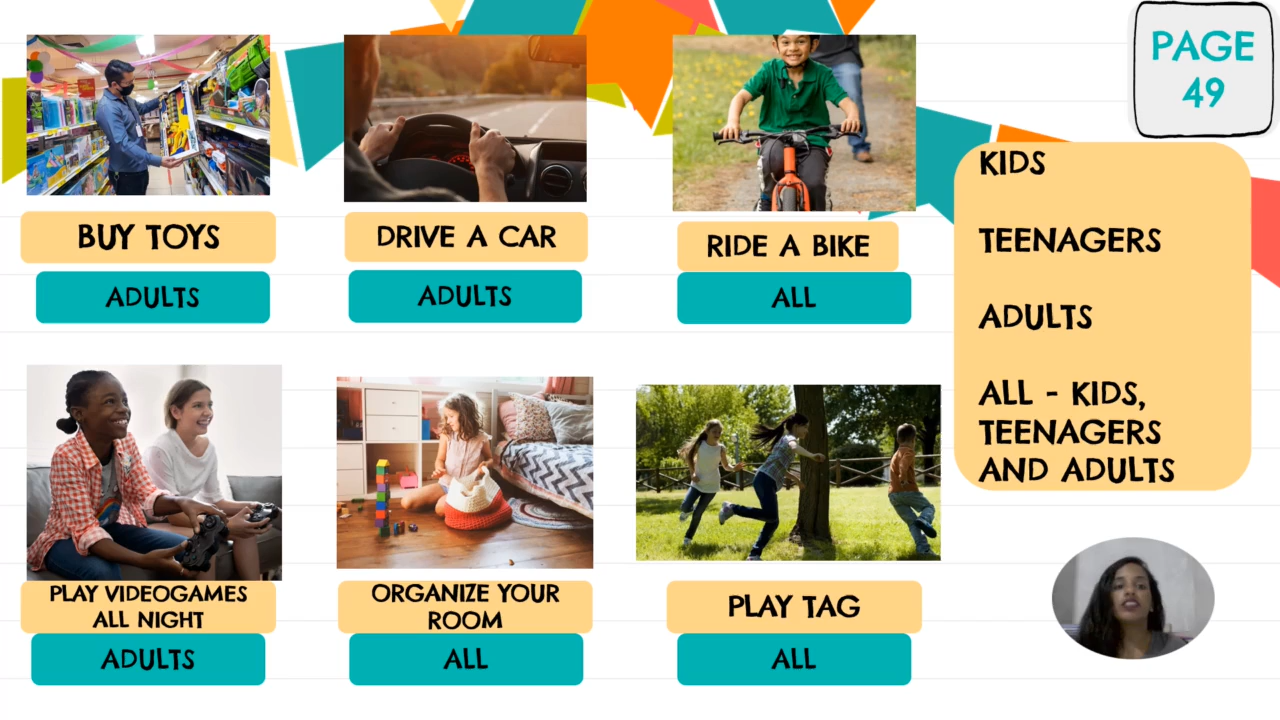 PAGE
49
BUY TOYS
ADULTS
DRIVE A CAR
ADULTS
RIDE A BIKE
ALL
KIDS
TEENAGERS
ADULTS
ALL - KIDS,
TEENAGERS
AND ADULTS
PLAY VIDEOGAMES
ALL NIGHT
ADULTS
ORGANIZE YOUR
ROOM
ALL
PLAY TAG
ALL